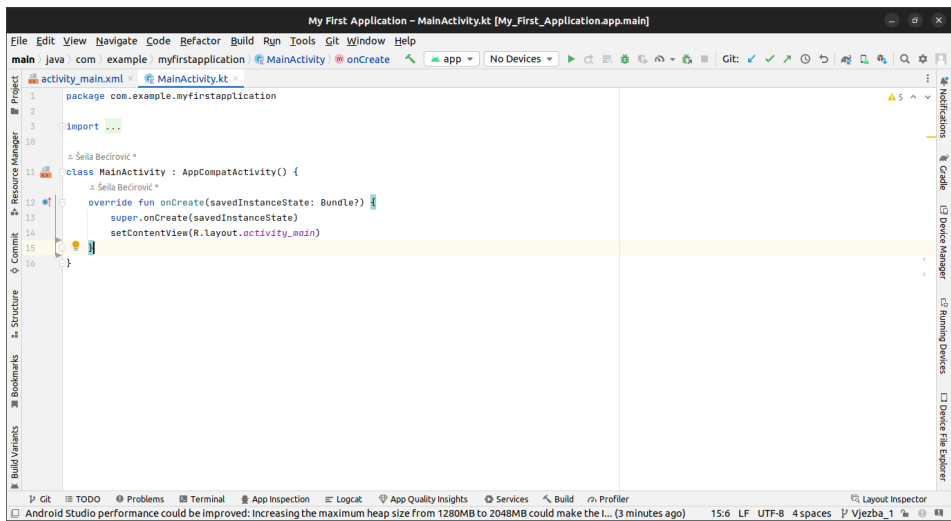 My First Application – MainActivity.kt [My_First_Application.app.main]
File Edit View Navigate Code Refactor Build Run Tools Git Window Help
main java com example myfirstapplication MainActivity onCreate app No Devices Git:
activity_main.xml MainActivity.kt
1 package com.example.myfirstapplication
5
2
3 import ...
10
Šeila Bećirović *
11 class MainActivity : AppCompatActivity() {
Šeila Bećirović *
12 override fun onCreate(savedInstanceState: Bundle?) {
13 super.onCreate(savedInstanceState)
14 setContentView(R.layout.activity_main)
15 }
16 }
Project
Resource Manager
Commit
Structure
Bookmarks
Build Variants
Notifications
Gradle
Device Manager
Running Devices
Device File Explorer
Git TODO Problems Terminal App Inspection Logcat App Quality Insights Services Build Profiler Layout Inspector
Android Studio performance could be improved: Increasing the maximum heap size from 1280MB to 2048MB could make the I... (3 minutes ago) 15:6 LF UTF-8 4 spaces Vjezba_1